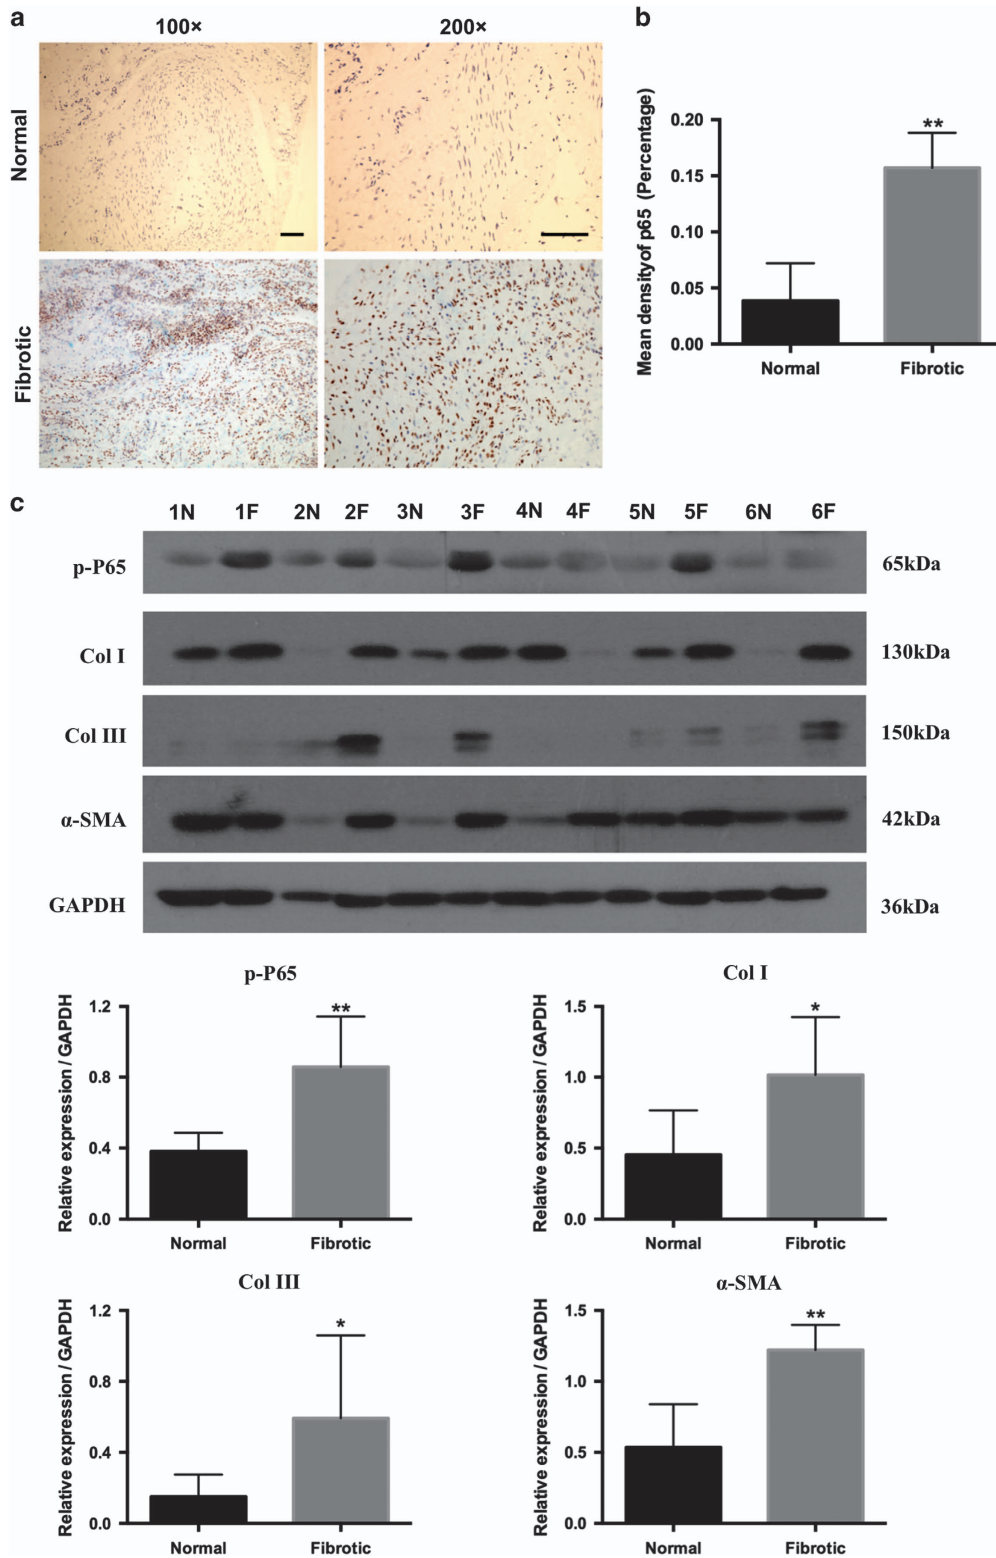 a
100×
200×
Normal
Fibrotic
b
Mean density of p65 (Percentage)
0.20
0.15
0.10
0.05
0.00
**
Normal
Fibrotic
c
1N 1F 2N 2F 3N 3F 4N 4F 5N 5F 6N 6F
p-P65 65kDa
Col I 130kDa
Col III 150kDa
α-SMA 42kDa
GAPDH 36kDa
p-P65
Relative expression / GAPDH
1.2
0.8
0.4
0.0
**
Normal Fibrotic
Col I
Relative expression / GAPDH
1.5
1.0
0.5
0.0
*
Normal Fibrotic
Col III
Relative expression / GAPDH
1.2
0.8
0.4
0.0
*
Normal Fibrotic
α-SMA
Relative expression / GAPDH
1.5
1.0
0.5
0.0
**
Normal Fibrotic